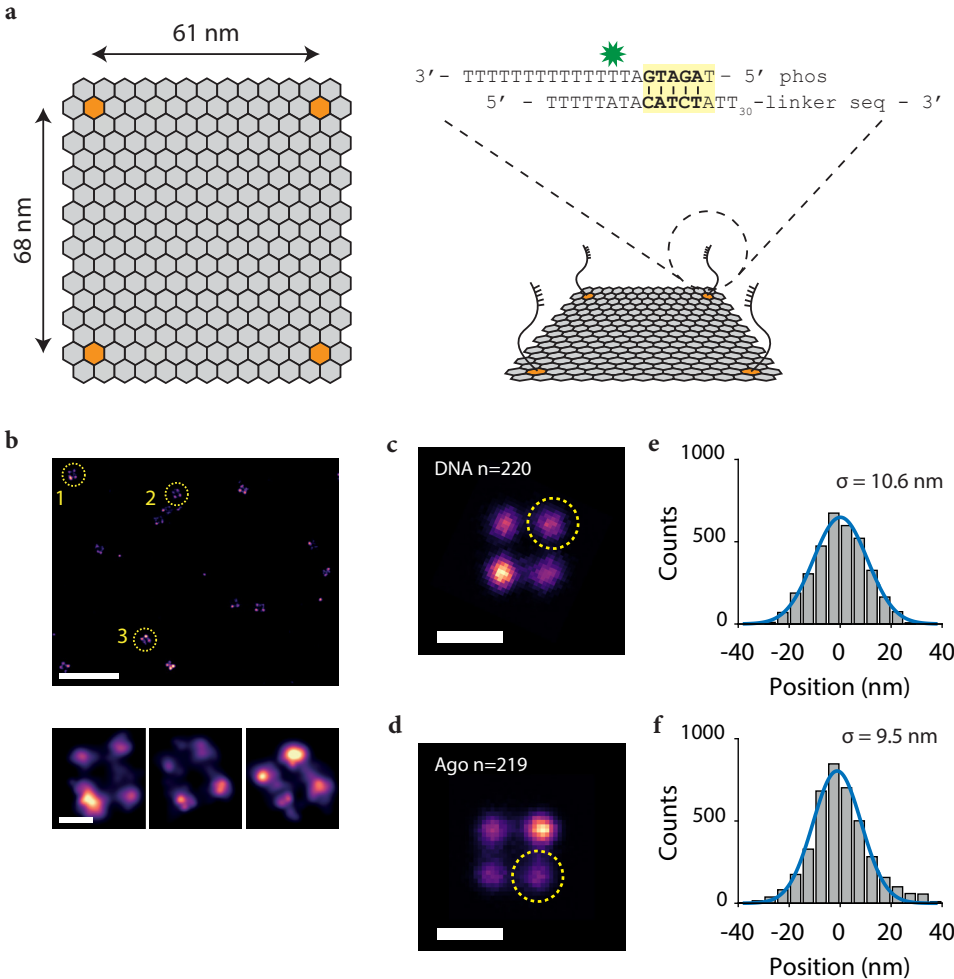 a
61 nm
68 nm
3’- TTTTTTTTTTTTTTAGTAGAT- 5’ phos
5’ - TTTTTATACATCTATT30-linker seq - 3’
b
1
2
3
c
DNA n=220
d
Ago n=219
e
1000
500
0
Counts
σ = 10.6 nm
-40 -20 0 20 40
Position (nm)
f
1000
500
0
Counts
σ = 9.5 nm
-40 -20 0 20 40
Position (nm)